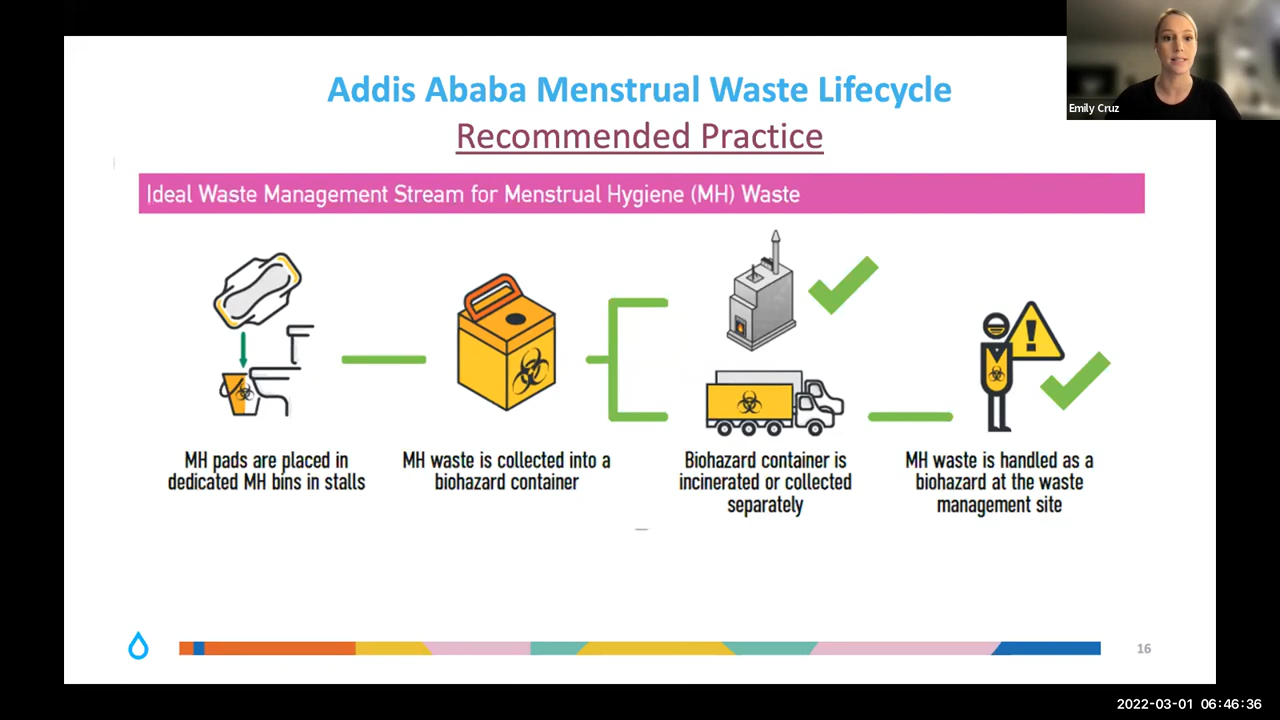 Addis Ababa Menstrual Waste Lifecycle
Recommended Practice
Emily Cruz
Ideal Waste Management Stream for Menstrual Hygiene (MH) Waste
MH pads are placed in
dedicated MH bins in stalls
MH waste is collected into a
biohazard container
Biohazard container is
incinerated or collected
separately
MH waste is handled as a
biohazard at the waste
management site
16
2022-03-01 06:46:36